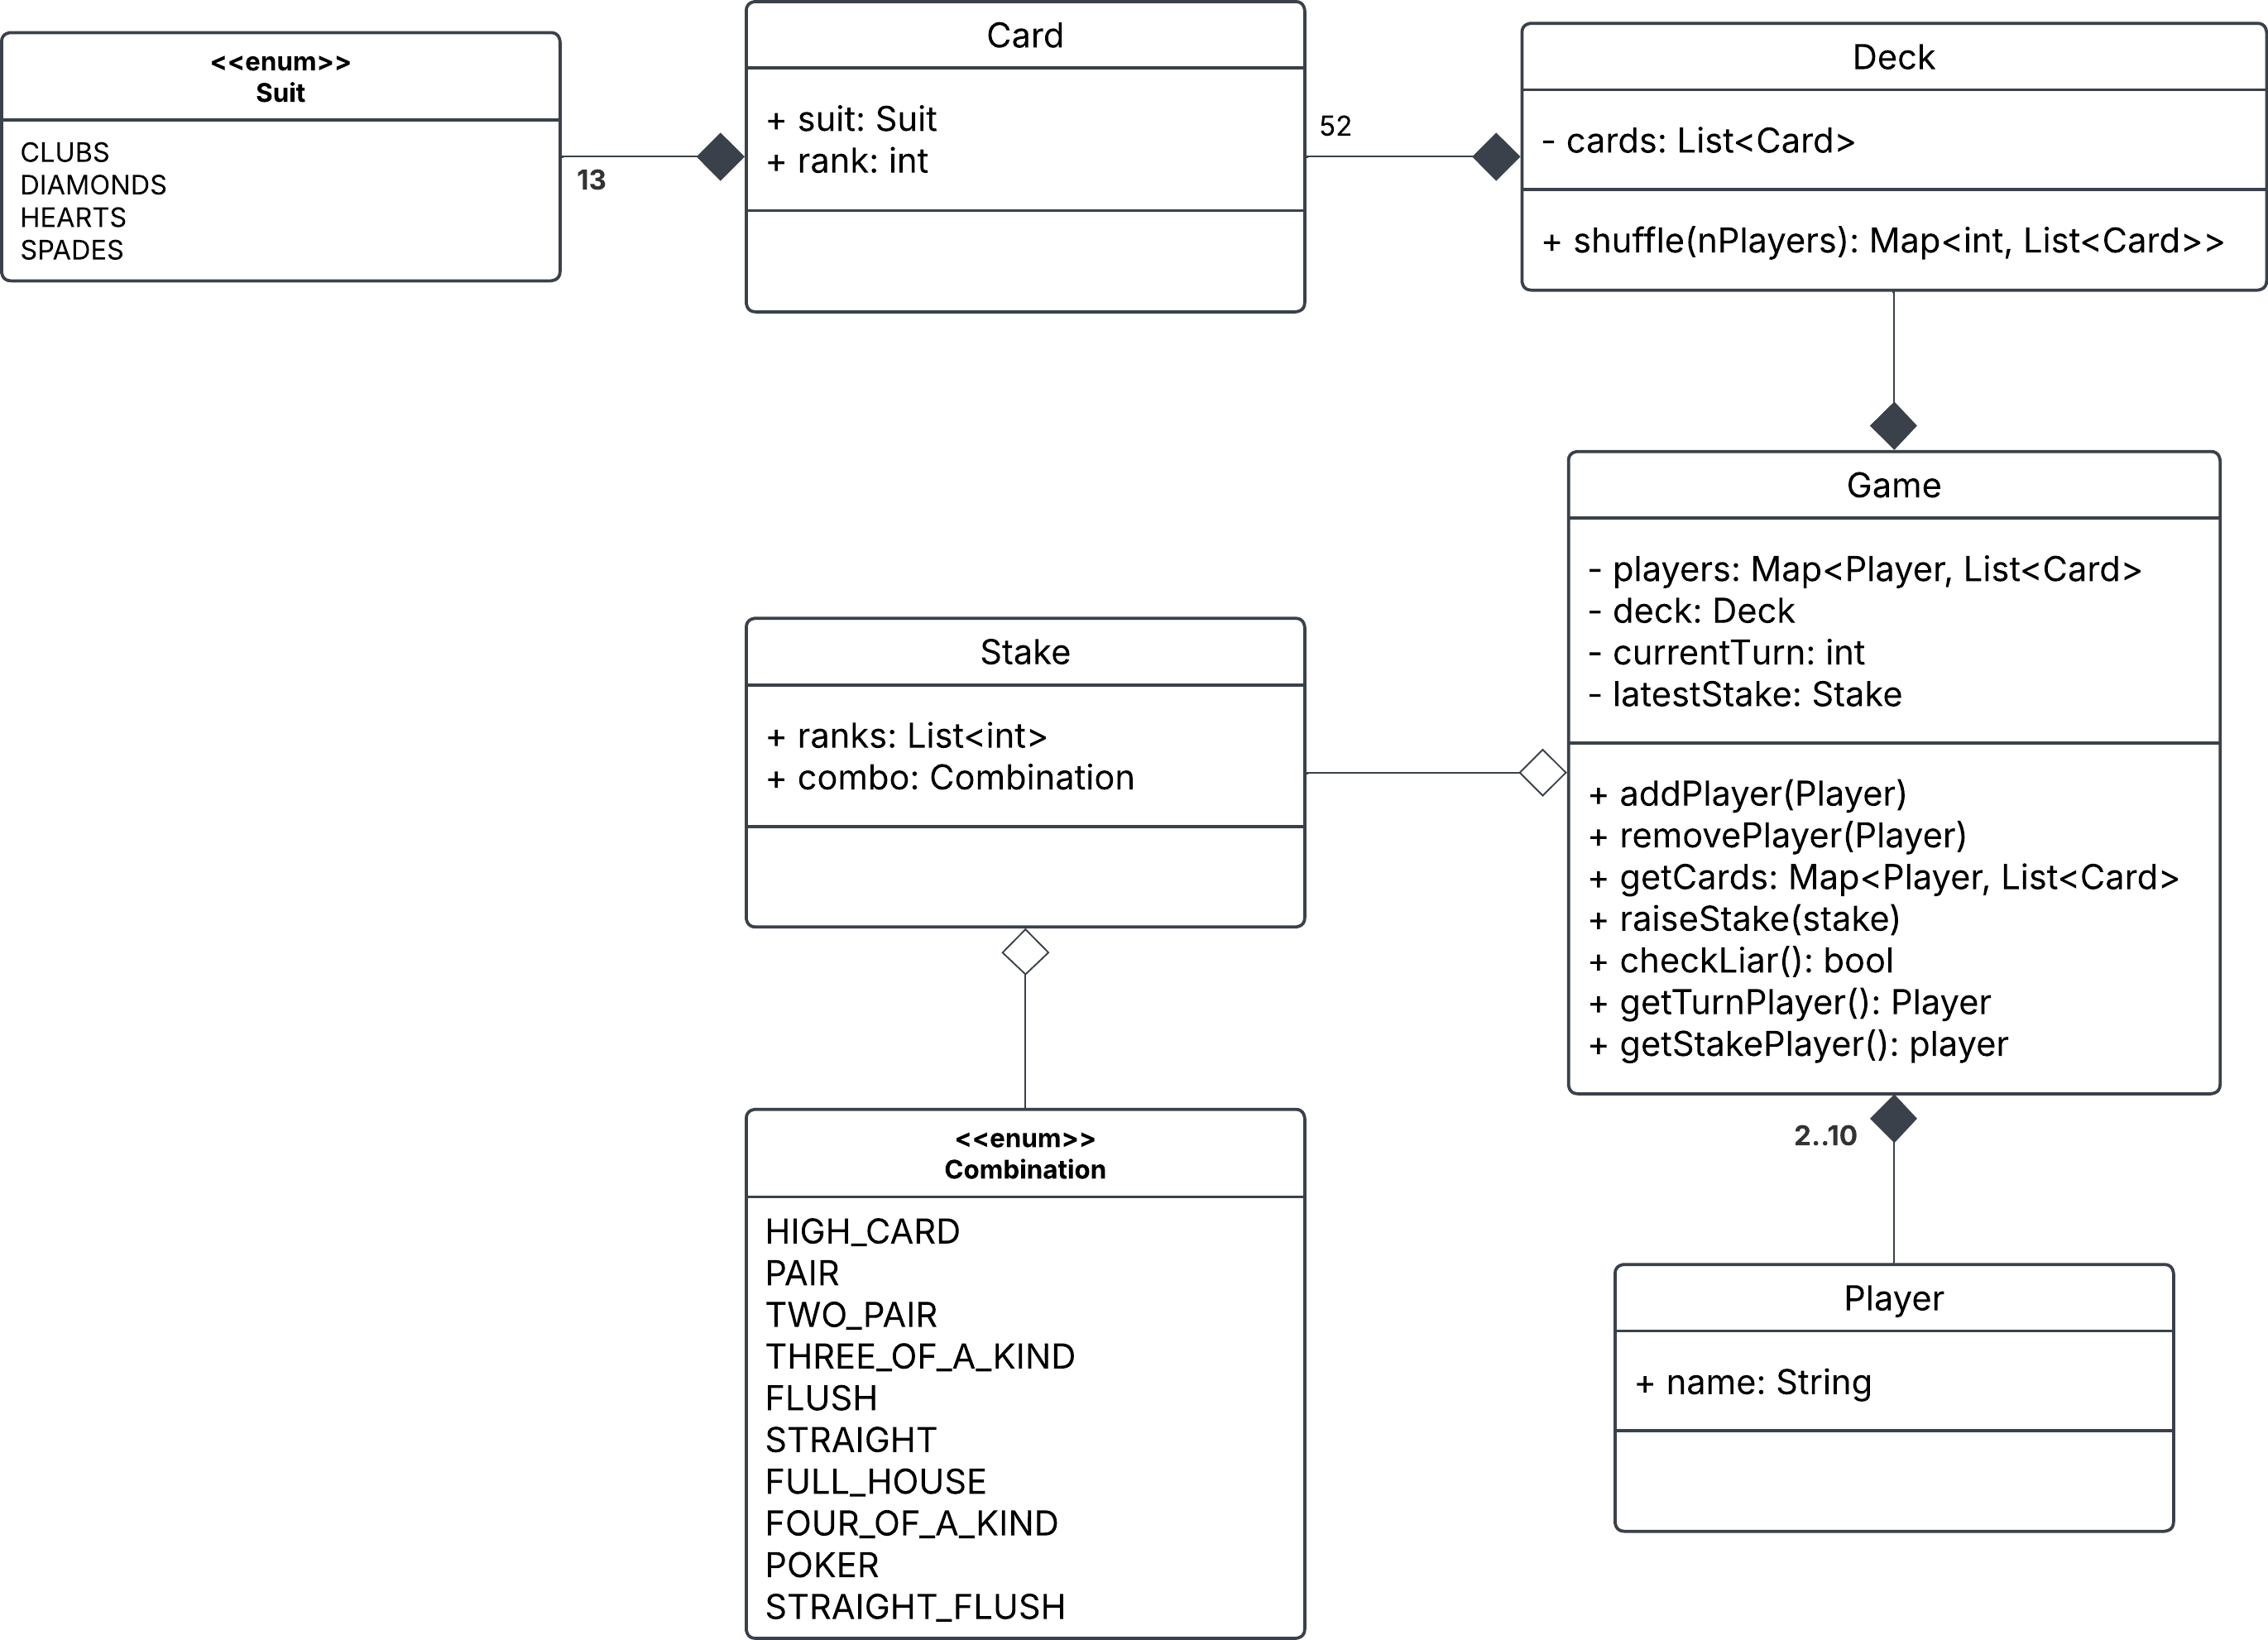 <<enum>>
Suit
CLUBS
DIAMONDS
HEARTS
SPADES
13
Card
+ suit: Suit
+ rank: int
52
Deck
- cards: List<Card>
+ shuffle(nPlayers): Map<int, List<Card>>
Game
- players: Map<Player, List<Card>
- deck: Deck
- currentTurn: int
- latestStake: Stake
+ addPlayer(Player)
+ removePlayer(Player)
+ getCards: Map<Player, List<Card>
+ raiseStake(stake)
+ checkLiar(): bool
+ getTurnPlayer(): Player
+ getStakePlayer(): player
Stake
+ ranks: List<int>
+ combo: Combination
<<enum>>
Combination
HIGH_CARD
PAIR
TWO_PAIR
THREE_OF_A_KIND
FLUSH
STRAIGHT
FULL_HOUSE
FOUR_OF_A_KIND
POKER
STRAIGHT_FLUSH
2..10
Player
+ name: String